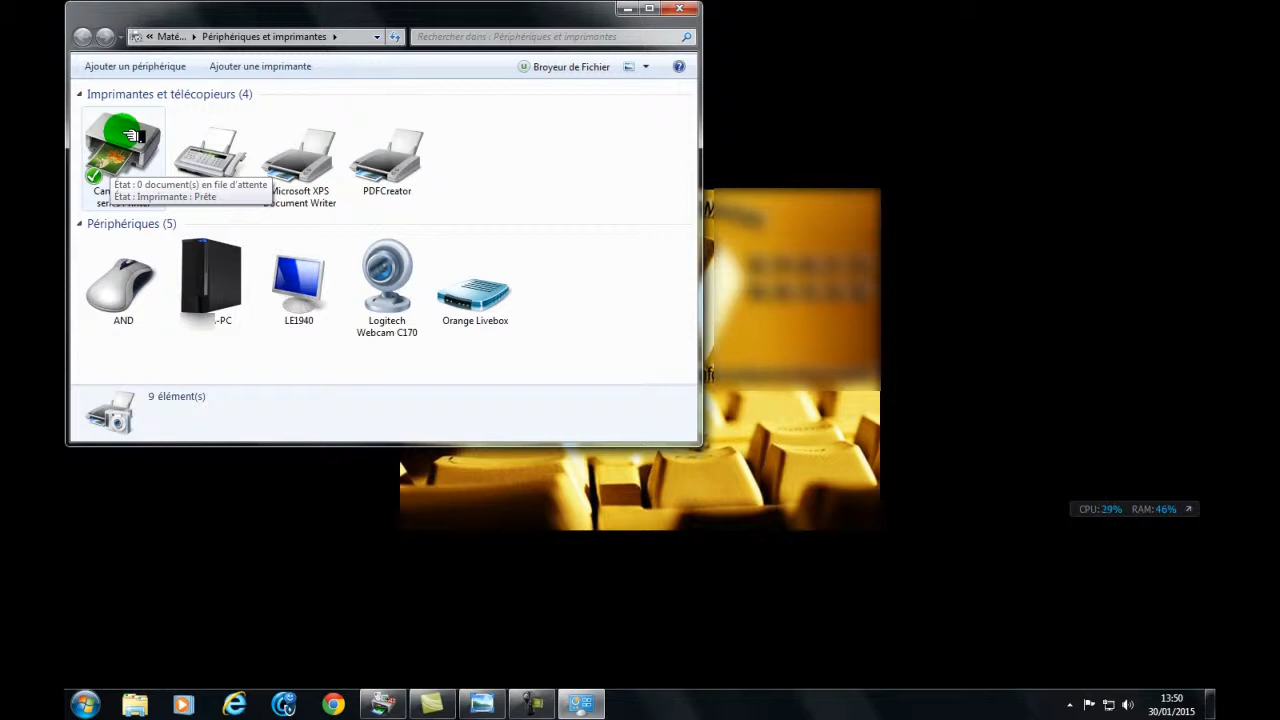 « Maté... ▸ Périphériques et imprimantes ▸
Rechercher dans : Périphériques et imprimantes
Ajouter un périphérique Ajouter une imprimante Broyeur de Fichier
Imprimantes et télécopieurs (4)
État : 0 document(s) en file d'attente
État : Imprimante : Prête
Microsoft XPS
Document Writer
PDFCreator
Périphériques (5)
AND
-PC
LE1940
Logitech
Webcam C170
Orange Livebox
9 élément(s)
CPU:29% RAM:46%
13:50
30/01/2015